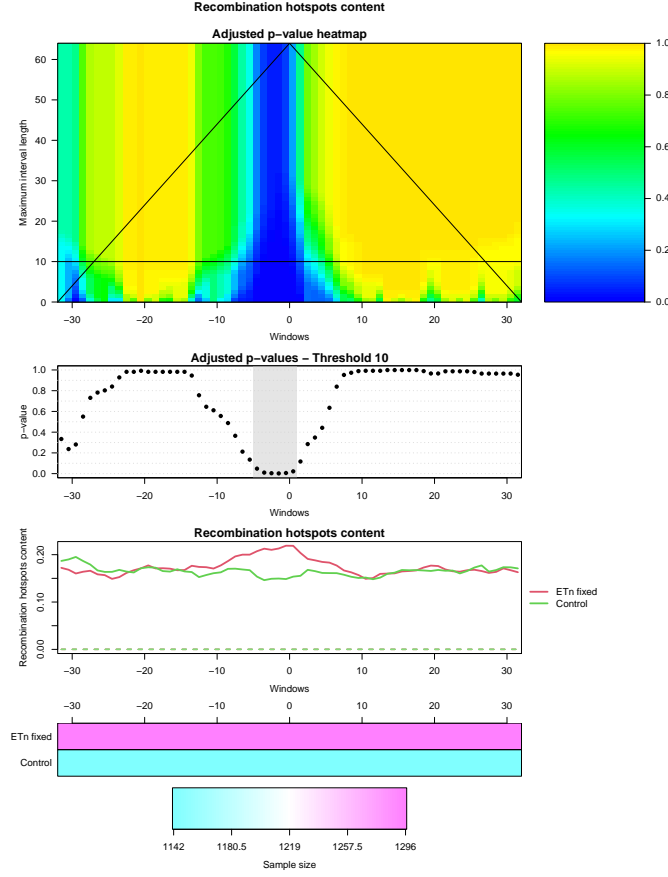 Recombination hotspots content
Adjusted p−value heatmap
Maximum interval length
60
50
40
30
20
10
0
−30 −20 −10 0 10 20 30
Windows
1.0
0.8
0.6
0.4
0.2
0.0
Adjusted p−values − Threshold 10
p−value
1.0
0.8
0.6
0.4
0.2
0.0
−30 −20 −10 0 10 20 30
Windows
Recombination hotspots content
Recombination hotspots content
0.20
0.10
0.00
−30 −20 −10 0 10 20 30
Windows
ETn fixed
Control
−30 −20 −10 0 10 20 30
ETn fixed
Control
1142 1180.5 1219 1257.5 1296
Sample size